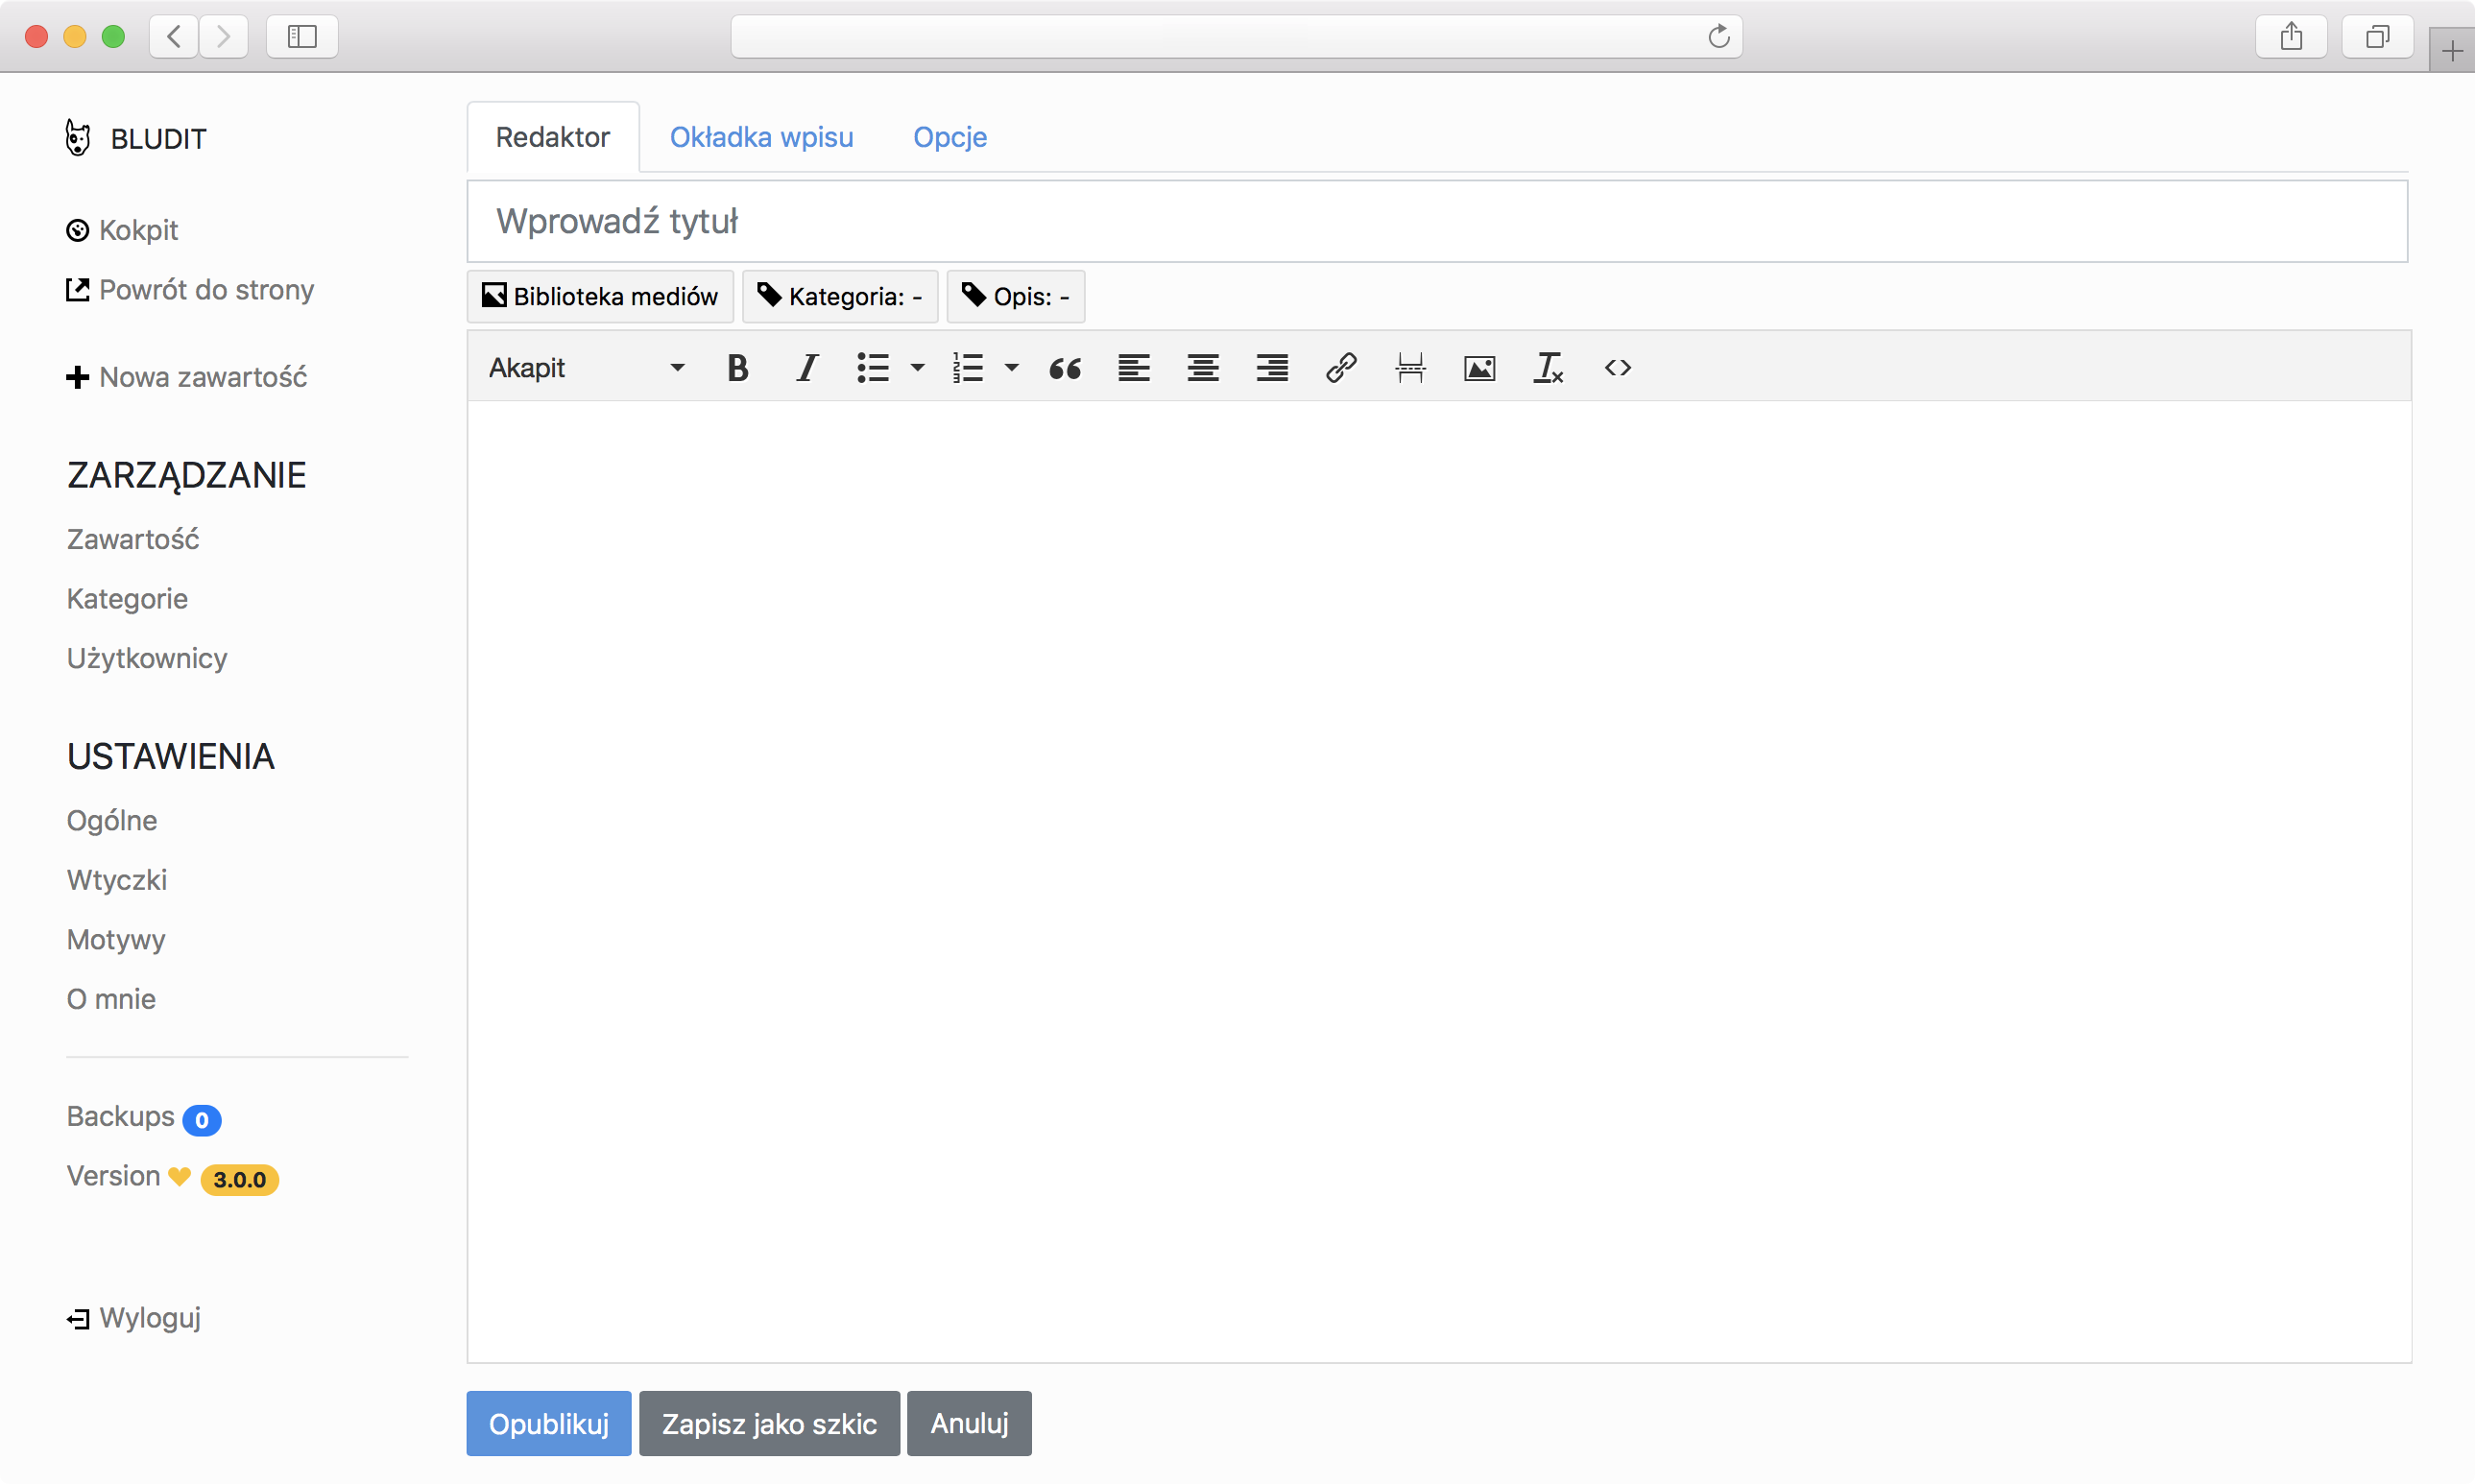 BLUDIT
Kokpit
Powrót do strony
Nowa zawartość
ZARZĄDZANIE
Zawartość
Kategorie
Użytkownicy
USTAWIENIA
Ogólne
Wtyczki
Motywy
O mnie
Backups 0
Version 3.0.0
Wyloguj
Redaktor Okładka wpisu Opcje
Wprowadź tytuł
Biblioteka mediów Kategoria: - Opis: -
Akapit
Opublikuj Zapisz jako szkic Anuluj